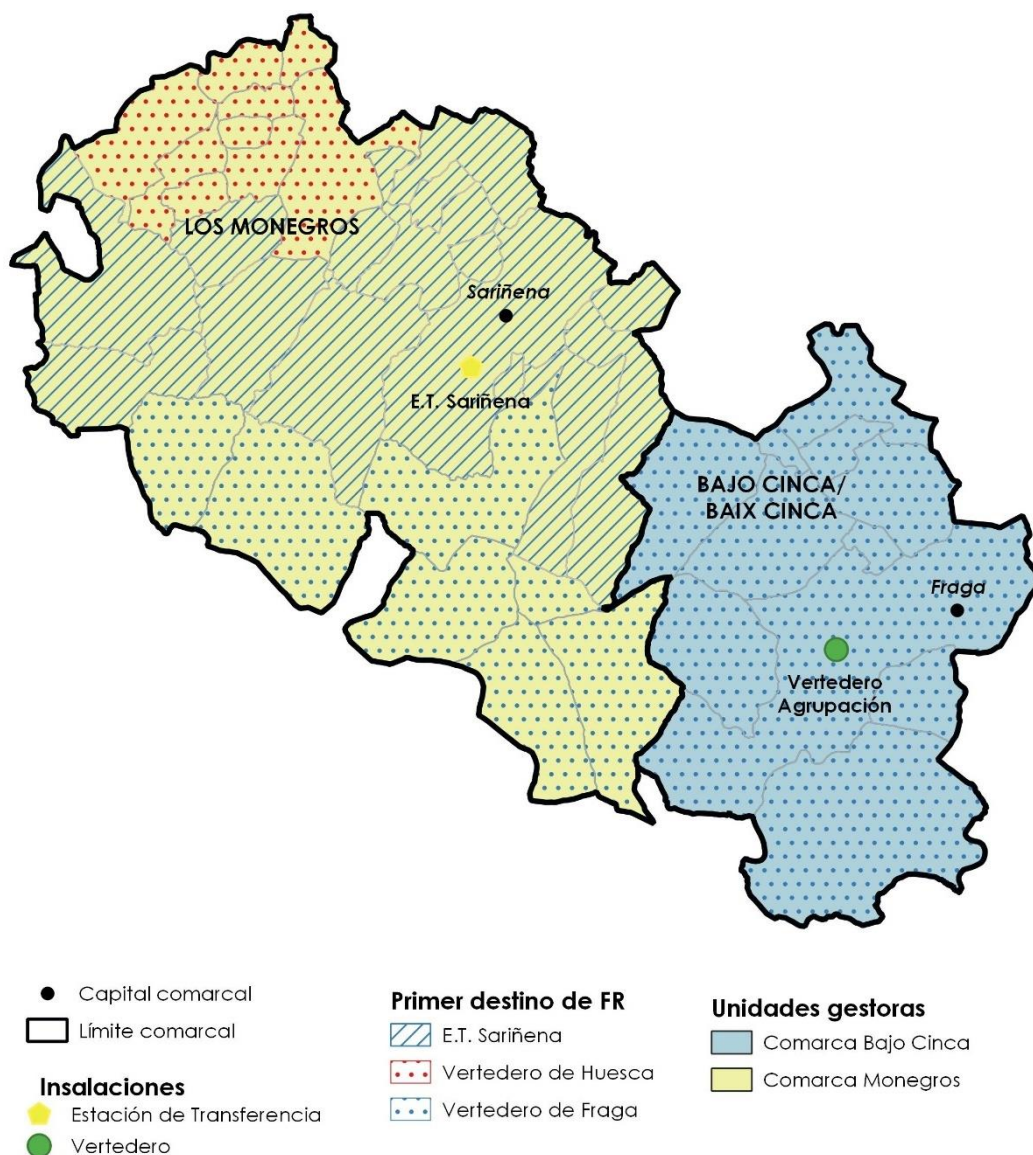 LOS MONEGROS
Sariñena
E.T. Sariñena
BAJO CINCA/
BAIX CINCA
Fraga
Vertedero
Agrupación
Capital comarcal
Límite comarcal
Insalaciones
Estación de Transferencia
Vertedero
Primer destino de FR
E.T. Sariñena
Vertedero de Huesca
Vertedero de Fraga
Unidades gestoras
Comarca Bajo Cinca
Comarca Monegros